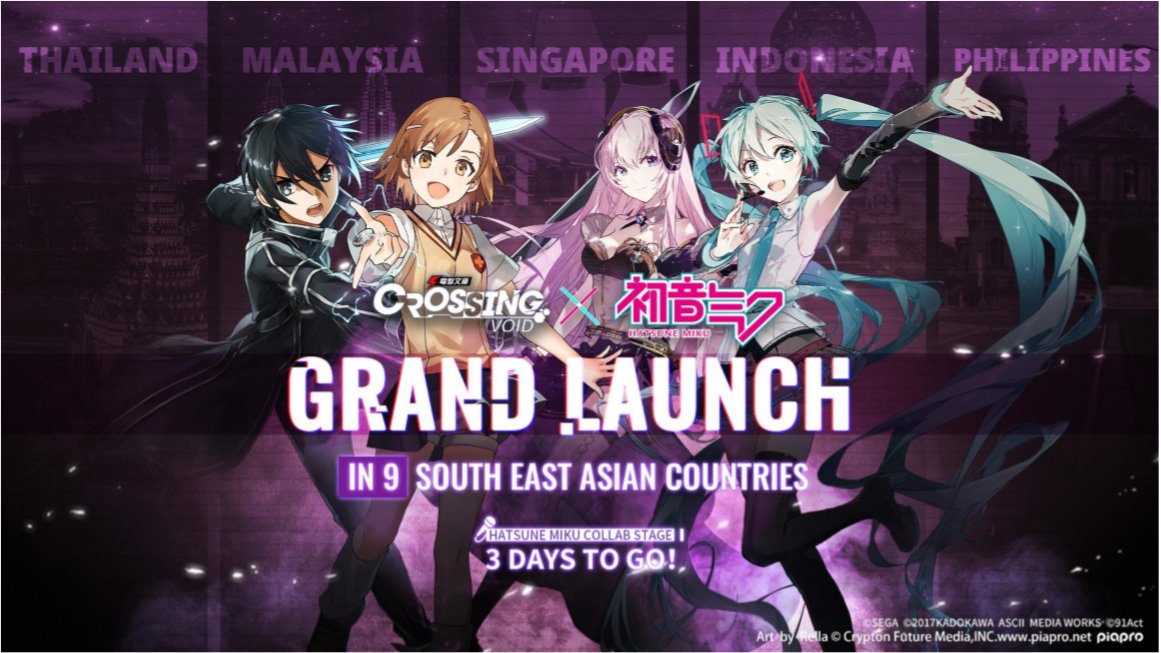 THAILAND MALAYSIA SINGAPORE INDONESIA PHILIPPINES
電撃文庫
CROSSING
VOID
初音ミク
HATSUNE MIKU
GRAND LAUNCH
IN 9 SOUTH EAST ASIAN COUNTRIES
HATSUNE MIKU COLLAB STAGE
3 DAYS TO GO!
©SEGA ©2017KADOKAWA ASCII MEDIA WORKS ©91Act
Art by Rella © Crypton Future Media,INC.www.piapro.net piapro